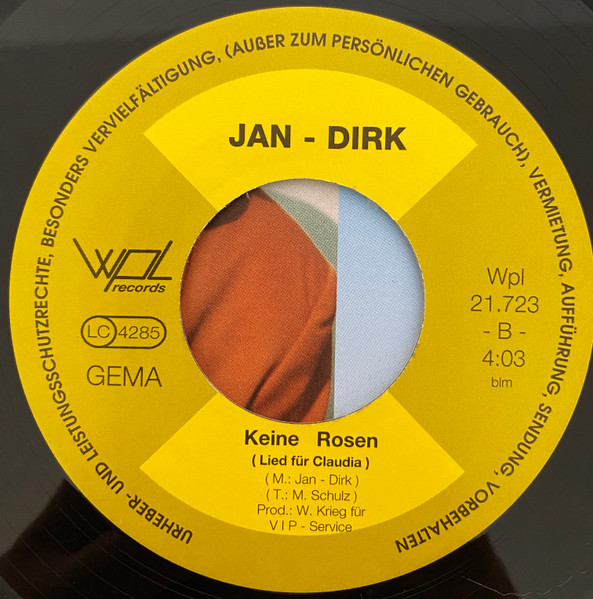 URHEBER- UND LEISTUNGSSCHUTZRECHTE, BESONDERS VERVIELFÄLTIGUNG, (AUßER ZUM PERSÖNLICHEN GEBRAUCH), VERMIETUNG, AUFFÜHRUNG, SENDUNG, VORBEHALTEN
JAN - DIRK
WPL
records
LC 4285
GEMA
Wpl
21.723
- B -
4:03
blm
Keine Rosen
( Lied für Claudia )
( M.: Jan - Dirk )
( T.: M. Schulz )
Prod.: W. Krieg für
V I P - Service